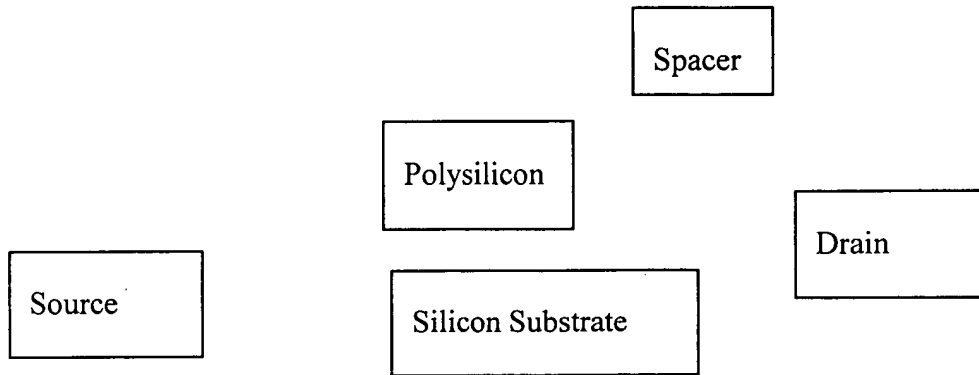 Spacer
Polysilicon
Drain
Source
Silicon Substrate